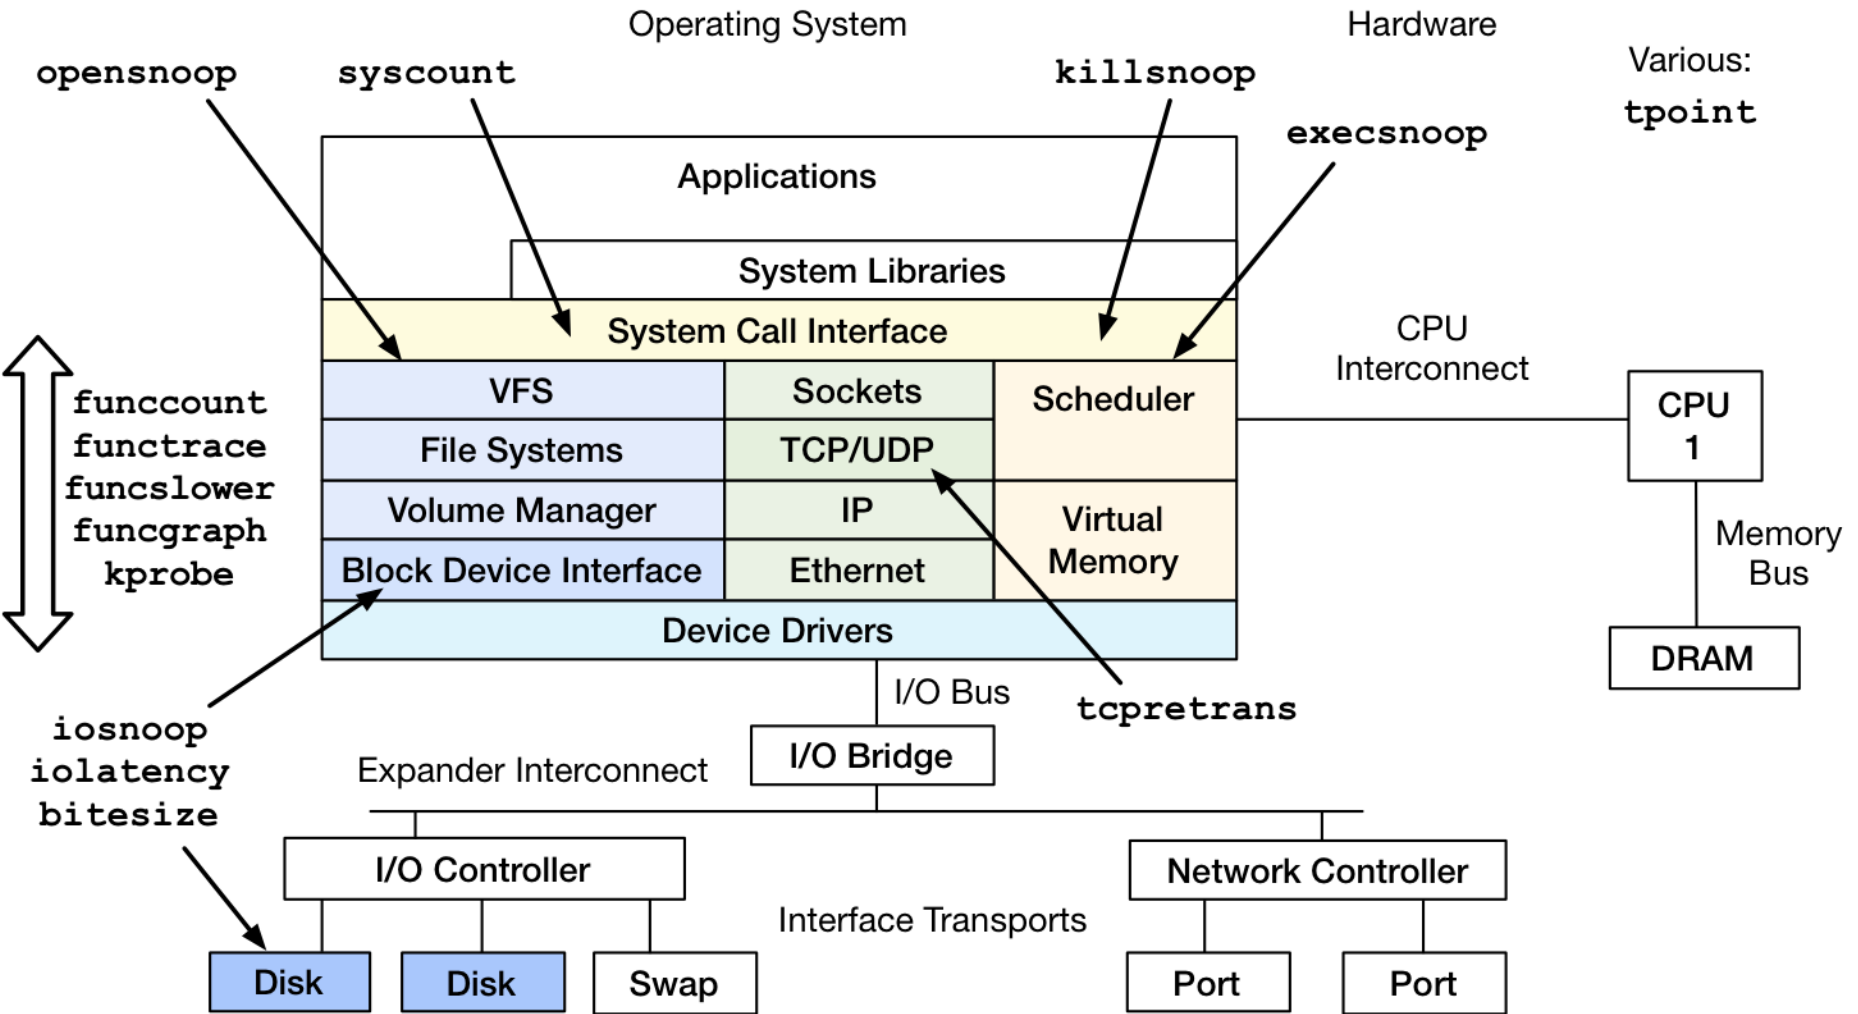 Operating System
Hardware
Various:
tpoint
opensnoop
syscount
killsnoop
execsnoop
Applications
System Libraries
System Call Interface
VFS
Sockets
Scheduler
File Systems
TCP/UDP
Volume Manager
IP
Virtual
Memory
Block Device Interface
Ethernet
Device Drivers
funccount
functrace
funcslower
funcgraph
kprobe
CPU
Interconnect
CPU
1
Memory
Bus
DRAM
I/O Bus
tcpretrans
iosnoop
iolatency
bitesize
I/O Bridge
Expander Interconnect
I/O Controller
Network Controller
Interface Transports
Disk
Disk
Swap
Port
Port